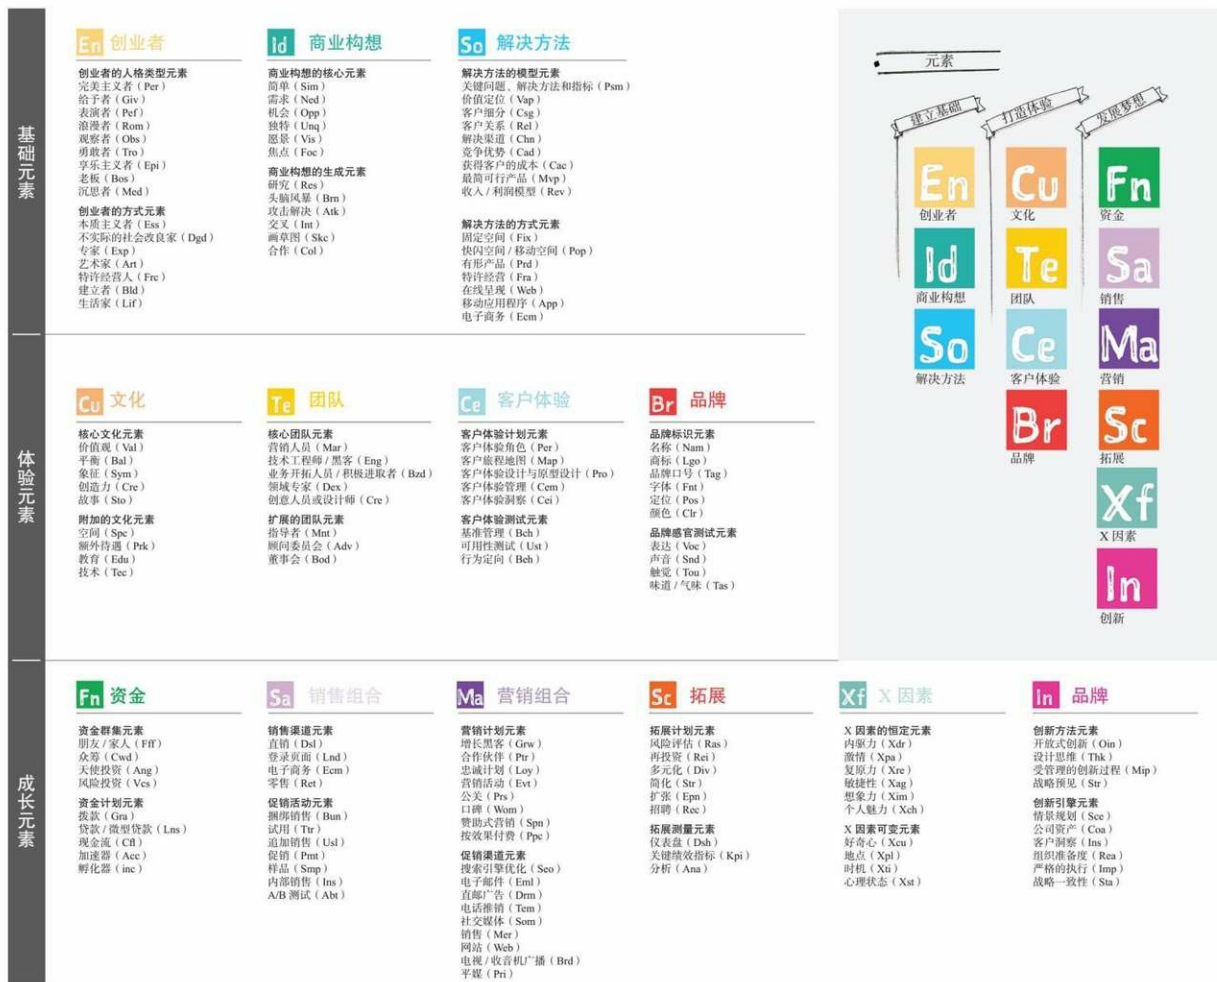 基础元素
En 创业者
创业者的人格类型元素
完美主义者（Per）
给予者（Giv）
表演者（Pef）
浪漫者（Rom）
观察者（Obs）
勇敢者（Tro）
享乐主义者（Epi）
老板（Bos）
沉思者（Med）
创业者的方式元素
本质主义者（Ess）
不实际的社会改良家（Dgd）
专家（Exp）
艺术家（Art）
特许经营人（Frc）
建立者（Bld）
生活家（Lif）
Id 商业构想
商业构想的核心元素
简单（Sim）
需求（Ned）
机会（Opp）
独特（Unq）
愿景（Vis）
焦点（Foc）
商业构想的生成元素
研究（Res）
头脑风暴（Brn）
攻击解决（Atk）
交叉（Int）
画草图（Skc）
合作（Col）
So 解决方法
解决方法的模型元素
关键问题、解决方法和指标（Psm）
价值定位（Vap）
客户细分（Csg）
客户关系（Rel）
解决渠道（Chn）
竞争优势（Cad）
获得客户的成本（Cac）
最简可行产品（Mvp）
收入/利润模型（Rev）
解决方法的方式元素
固定空间（Fix）
快闪空间/移动空间（Pop）
有形产品（Prd）
特许经营（Fra）
在线呈现（Web）
移动应用程序（App）
电子商务（Ecm）
元素
建立基础
打造体验
发展梦想
En
创业者
Cu
文化
Fn
资金
Id
商业构想
Te
团队
Sa
销售
So
解决方法
Ce
客户体验
Ma
营销
Br
品牌
Sc
拓展
Xf
X 因素
In
创新
体验元素
Cu 文化
核心文化元素
价值观（Val）
平衡（Bal）
象征（Sym）
创造力（Cre）
故事（Sto）
附加的文化元素
空间（Spc）
额外待遇（Prk）
教育（Edu）
技术（Tec）
Te 团队
核心团队元素
营销人员（Mar）
技术工程师/黑客（Eng）
业务开拓人员/积极进取者（Bzd）
领域专家（Dex）
创意人员或设计师（Cre）
扩展的团队元素
指导者（Mnt）
顾问委员会（Adv）
董事会（Bod）
Ce 客户体验
客户体验计划元素
客户体验角色（Per）
客户旅程地图（Map）
客户体验设计与原型设计（Pro）
客户体验管理（Cem）
客户体验洞察（Cei）
客户体验测试元素
基准管理（Bch）
可用性测试（Ust）
行为定向（Beh）
Br 品牌
品牌标识元素
名称（Nam）
商标（Lgo）
品牌口号（Tag）
字体（Fnt）
定位（Pos）
颜色（Clr）
品牌感官测试元素
表达（Voc）
声音（Snd）
触觉（Tou）
味道/气味（Tas）
成长元素
Fn 资金
资金群集元素
朋友/家人（Fff）
众筹（Cwd）
天使投资（Ang）
风险投资（Vcs）
资金计划元素
拨款（Gra）
贷款/微型贷款（Lns）
现金流（Cfl）
加速器（Acc）
孵化器（inc）
Sa 销售组合
销售渠道元素
直销（Dsl）
登录页面（Lnd）
电子商务（Ecm）
零售（Ret）
促销活动元素
捆绑销售（Bun）
试用（Ttr）
追加销售（Usl）
促销（Pmt）
样品（Smp）
内部销售（Ins）
A/B 测试（Abt）
Ma 营销组合
营销计划元素
增长黑客（Grw）
合作伙伴（Ptr）
忠诚计划（Loy）
营销活动（Evt）
公关（Prs）
口碑（Wom）
赞助式营销（Spn）
按效果付费（Ppc）
促销渠道元素
搜索引擎优化（Seo）
电子邮件（Eml）
直邮广告（Drm）
电话推销（Tem）
社交媒体（Som）
销售（Mer）
网站（Web）
电视/收音机广播（Brd）
平媒（Pri）
Sc 拓展
拓展计划元素
风险评估（Ras）
再投资（Rei）
多元化（Div）
简化（Str）
扩张（Epn）
招聘（Rec）
拓展测量元素
仪表盘（Dsh）
关键绩效指标（Kpi）
分析（Ana）
Xf X 因素
X 因素的恒定元素
内驱力（Xdr）
激情（Xpa）
复原力（Xre）
敏捷性（Xag）
想象力（Xim）
个人魅力（Xch）
X 因素可变元素
好奇心（Xcu）
地点（Xpl）
时机（Xti）
心理状态（Xst）
In 品牌
创新方法元素
开放式创新（Oin）
设计思维（Thk）
受管理的创新过程（Mip）
战略预见（Str）
创新引擎元素
情景规划（Sce）
公司资产（Coa）
客户洞察（Ins）
组织准备度（Rea）
严格的执行（Imp）
战略一致性（Sta）